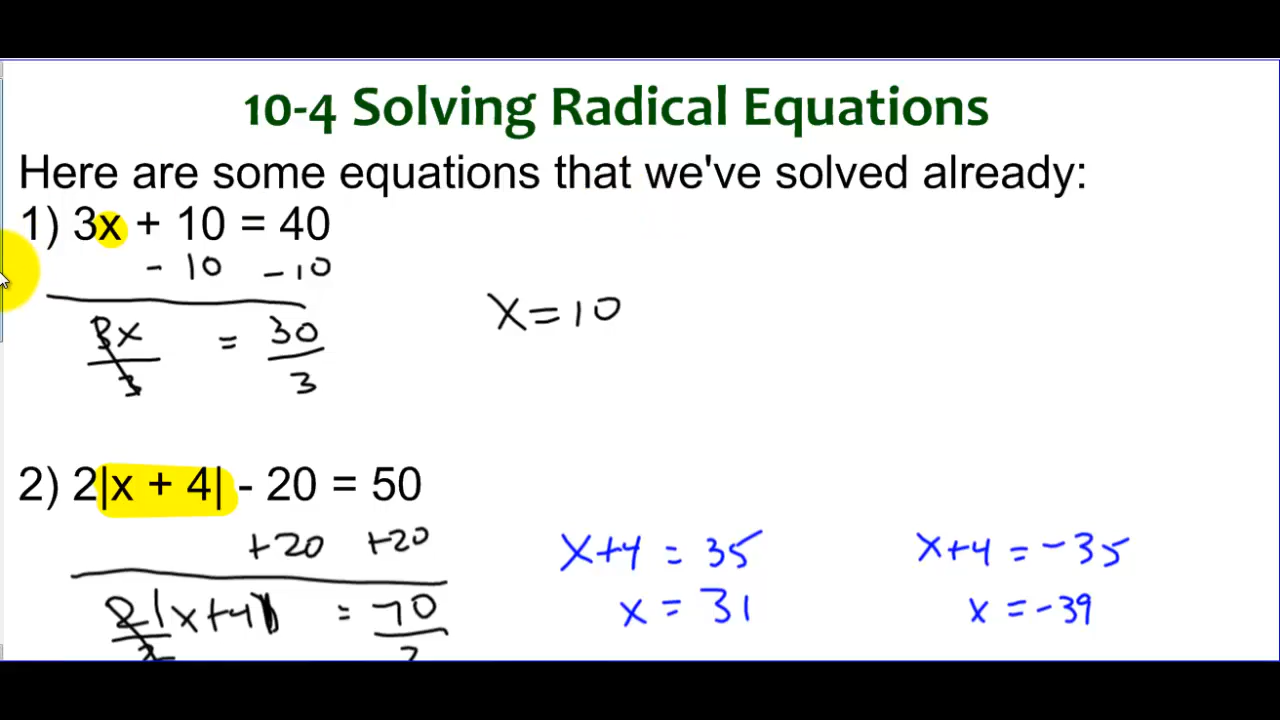 10-4 Solving Radical Equations
Here are some equations that we've solved already:
1) 3x + 10 = 40
- 10 - 10
3x = 30
3 3
x = 10
2) 2|x + 4| - 20 = 50
+20 +20
2|x+4| = 70
2 2
x+4 = 35
x = 31
x+4 = -35
x = -39